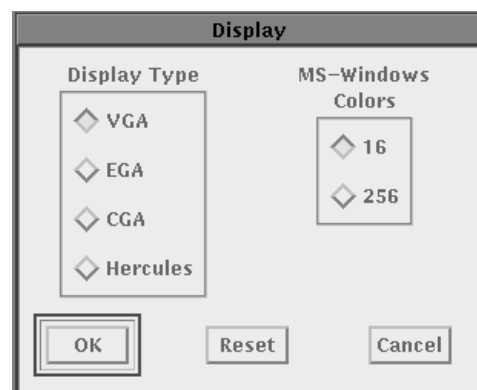 Display
Display Type
VGA
EGA
CGA
Hercules
MS-Windows
Colors
16
256
OK
Reset
Cancel